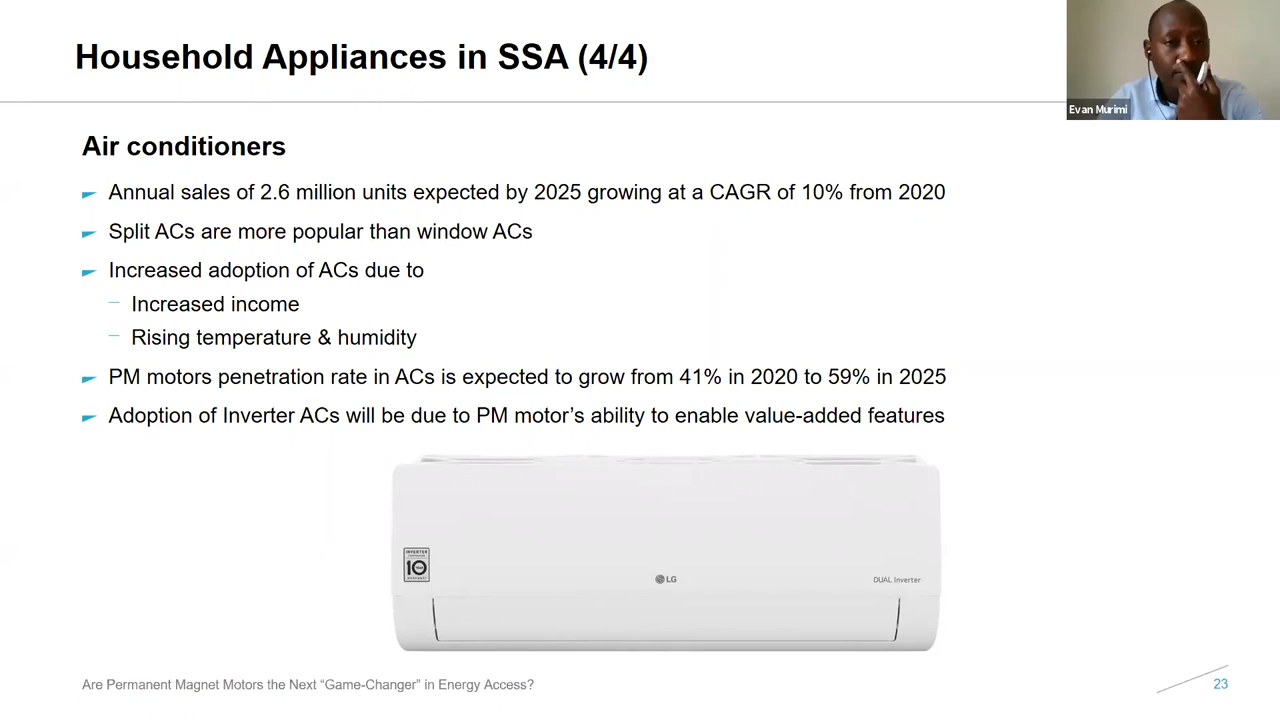 Household Appliances in SSA (4/4)
Evan Murimi
Air conditioners
Annual sales of 2.6 million units expected by 2025 growing at a CAGR of 10% from 2020
Split ACs are more popular than window ACs
Increased adoption of ACs due to
Increased income
Rising temperature & humidity
PM motors penetration rate in ACs is expected to grow from 41% in 2020 to 59% in 2025
Adoption of Inverter ACs will be due to PM motor’s ability to enable value-added features
INVERTER
10
LG
DUAL Inverter
Are Permanent Magnet Motors the Next “Game-Changer” in Energy Access?
23